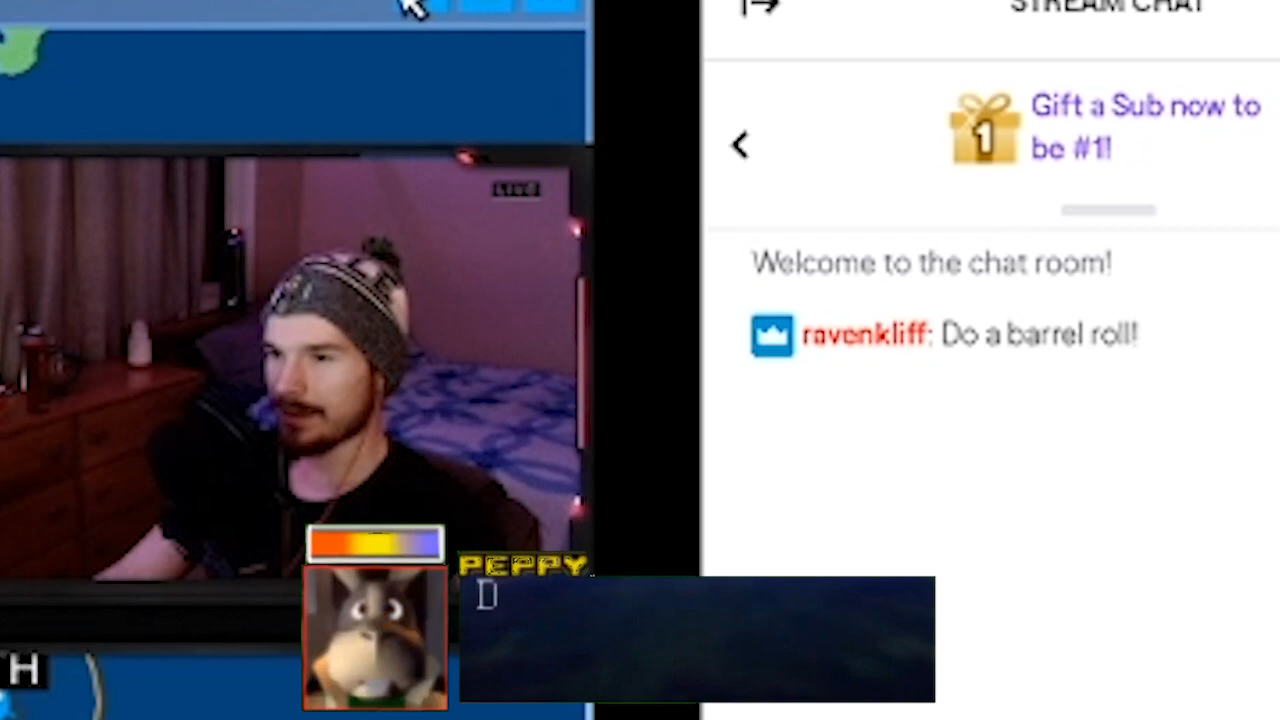 STREAM CHAT
Gift a Sub now to
be #1!
1
LIVE
Welcome to the chat room!
ravenkliff: Do a barrel roll!
PEPPY
D
H